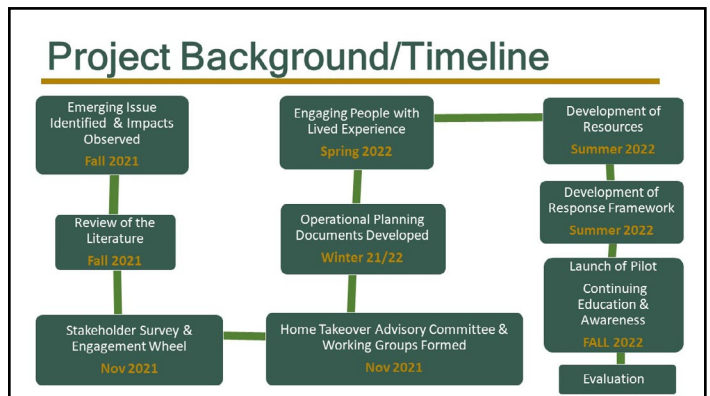 Project Background/Timeline
Emerging Issue
Identified & Impacts
Observed
Fall 2021
Review of the
Literature
Fall 2021
Stakeholder Survey &
Engagement Wheel
Nov 2021
Home Takeover Advisory Committee &
Working Groups Formed
Nov 2021
Operational Planning
Documents Developed
Winter 21/22
Engaging People with
Lived Experience
Spring 2022
Development of
Resources
Summer 2022
Development of
Response Framework
Summer 2022
Launch of Pilot
Continuing
Education &
Awareness
FALL 2022
Evaluation